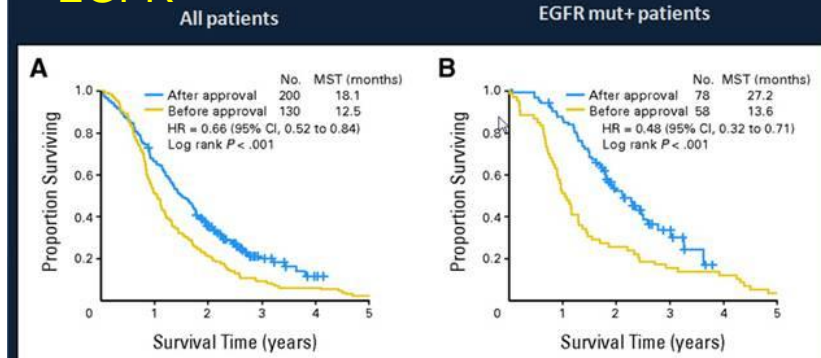 EGFR
All patients
EGFR mut+ patients
A
No. MST (months)
After approval 200 18.1
Before approval 130 12.5
HR = 0.66 (95% CI, 0.52 to 0.84)
Log rank P < .001
Proportion Surviving
1.0
0.8
0.6
0.4
0.2
0 1 2 3 4 5
Survival Time (years)
B
No. MST (months)
After approval 78 27.2
Before approval 58 13.6
HR = 0.48 (95% CI, 0.32 to 0.71)
Log rank P < .001
Proportion Surviving
1.0
0.8
0.6
0.4
0.2
0 1 2 3 4 5
Survival Time (years)